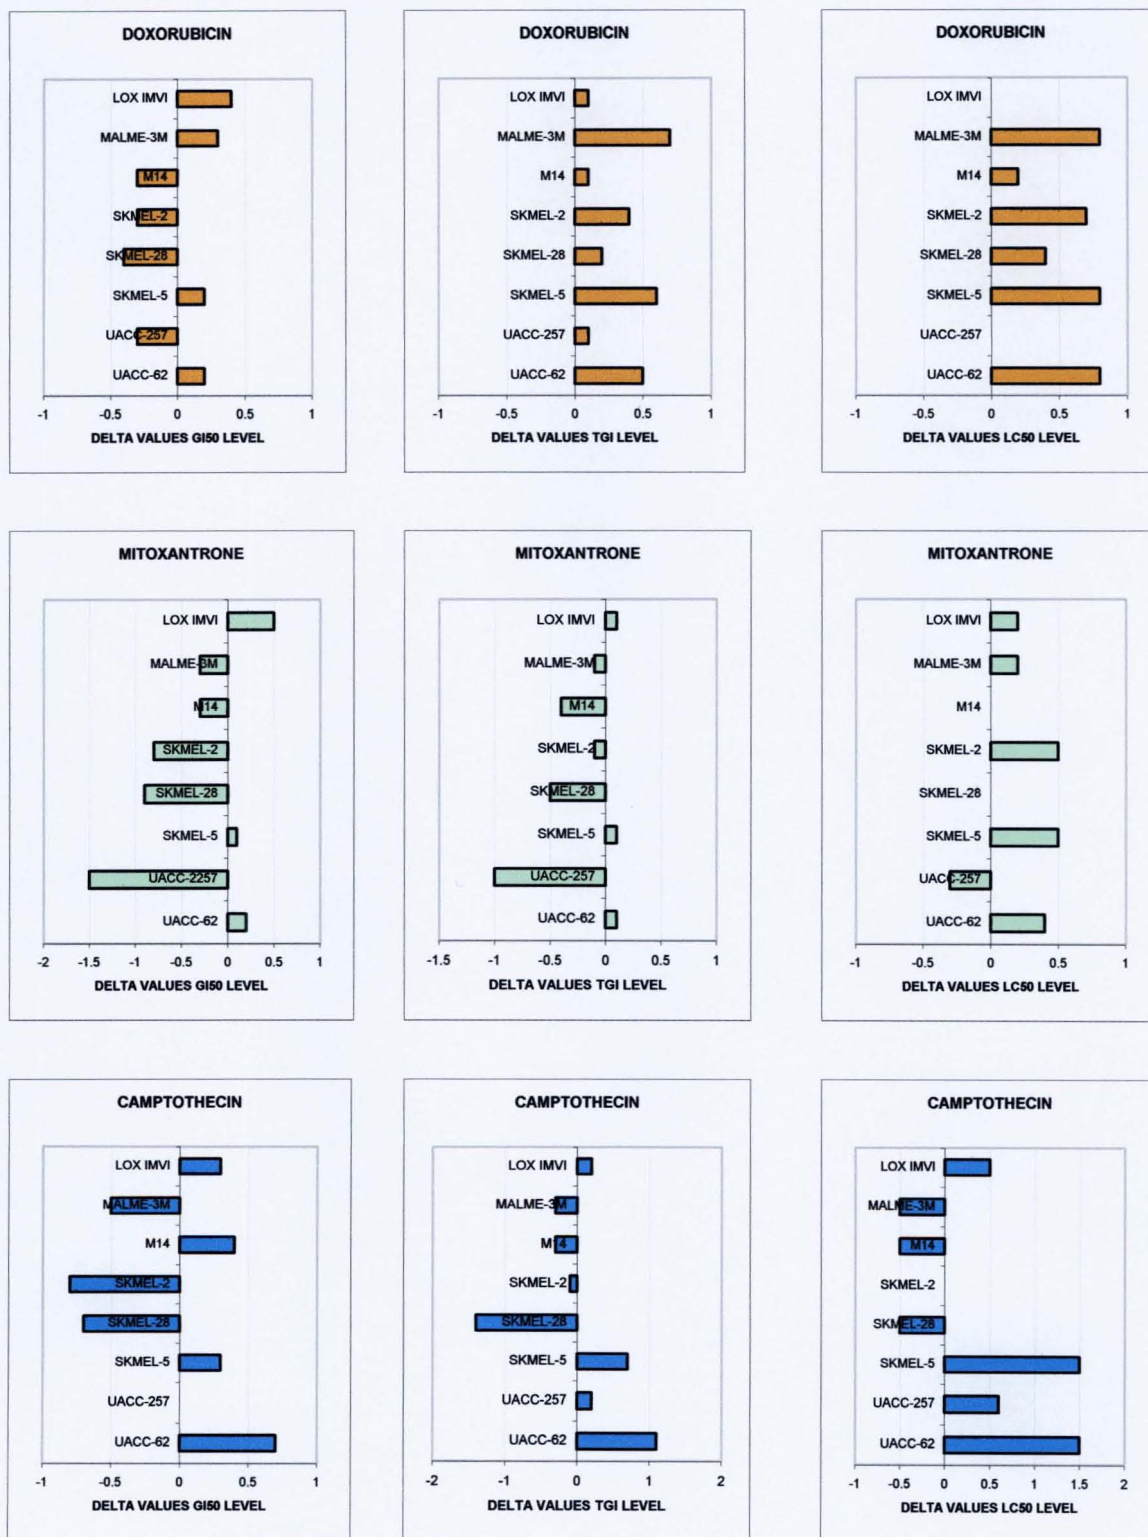 DOXORUBICIN
LOX IMVI
MALME-3M
M14
SKMEL-2
SKMEL-28
SKMEL-5
UACC-257
UACC-62
-1 -0.5 0 0.5 1
DELTA VALUES GI50 LEVEL
DOXORUBICIN
LOX IMVI
MALME-3M
M14
SKMEL-2
SKMEL-28
SKMEL-5
UACC-257
UACC-62
-1 -0.5 0 0.5 1
DELTA VALUES TGI LEVEL
DOXORUBICIN
LOX IMVI
MALME-3M
M14
SKMEL-2
SKMEL-28
SKMEL-5
UACC-257
UACC-62
-1 -0.5 0 0.5 1
DELTA VALUES LC50 LEVEL
MITOXANTRONE
LOX IMVI
MALME-3M
M14
SKMEL-2
SKMEL-28
SKMEL-5
UACC-2257
UACC-62
-2 -1.5 -1 -0.5 0 0.5 1
DELTA VALUES GI50 LEVEL
MITOXANTRONE
LOX IMVI
MALME-3M
M14
SKMEL-2
SKMEL-28
SKMEL-5
UACC-257
UACC-62
-1.5 -1 -0.5 0 0.5 1
DELTA VALUES TGI LEVEL
MITOXANTRONE
LOX IMVI
MALME-3M
M14
SKMEL-2
SKMEL-28
SKMEL-5
UACC-257
UACC-62
-1 -0.5 0 0.5 1
DELTA VALUES LC50 LEVEL
CAMPTOTHECIN
LOX IMVI
MALME-3M
M14
SKMEL-2
SKMEL-28
SKMEL-5
UACC-257
UACC-62
-1 -0.5 0 0.5 1
DELTA VALUES GI50 LEVEL
CAMPTOTHECIN
LOX IMVI
MALME-3M
M14
SKMEL-2
SKMEL-28
SKMEL-5
UACC-257
UACC-62
-2 -1 0 1 2
DELTA VALUES TGI LEVEL
CAMPTOTHECIN
LOX IMVI
MALME-3M
M14
SKMEL-2
SKMEL-28
SKMEL-5
UACC-257
UACC-62
-1 -0.5 0 0.5 1 1.5 2
DELTA VALUES LC50 LEVEL